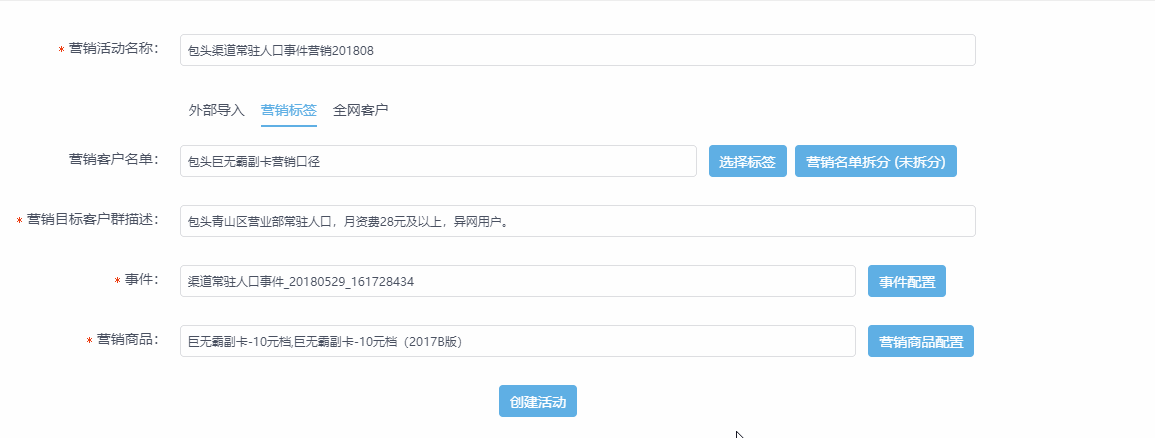 * 营销活动名称： 包头渠道常驻人口事件营销201808
外部导入 营销标签 全网客户
营销客户名单： 包头巨无霸副卡营销口径 选择标签 营销名单拆分 (未拆分)
* 营销目标客户群描述： 包头青山区营业部常驻人口，月资费28元及以上，异网用户。
* 事件： 渠道常驻人口事件_20180529_161728434 事件配置
* 营销商品： 巨无霸副卡-10元档,巨无霸副卡-10元档（2017B版） 营销商品配置
创建活动